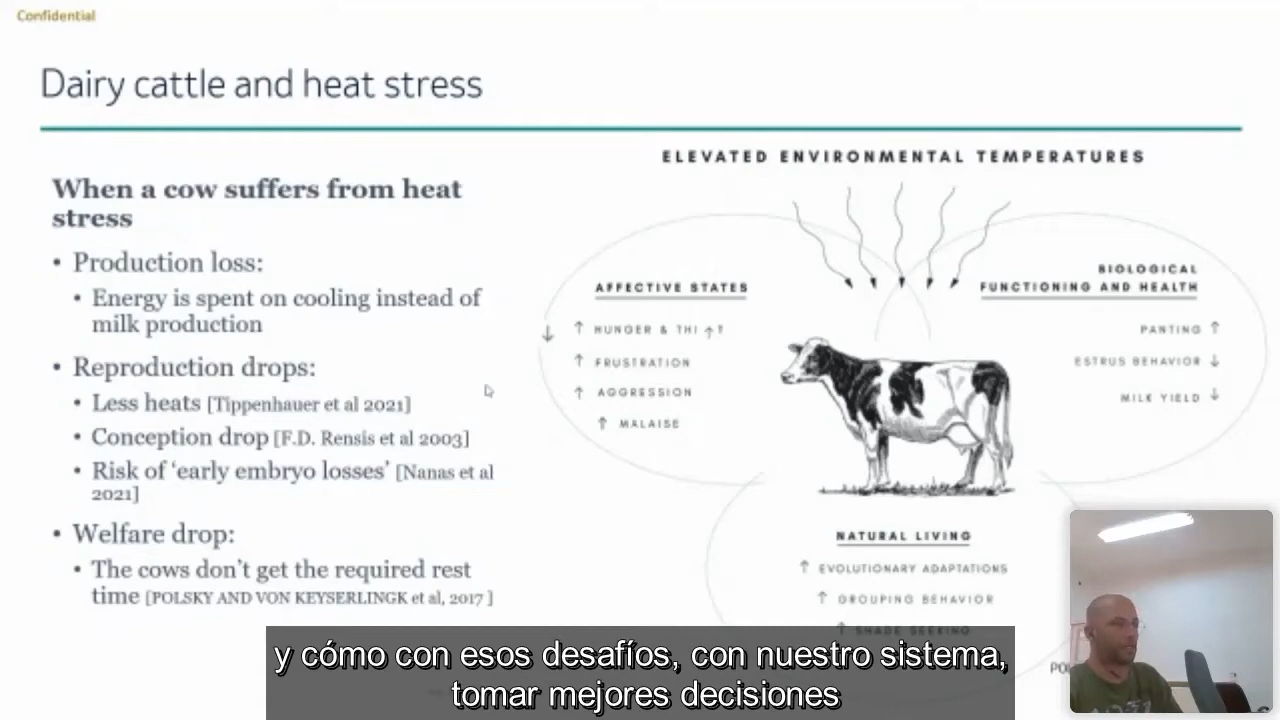 Confidential
Dairy cattle and heat stress
When a cow suffers from heat
stress
• Production loss:
• Energy is spent on cooling instead of
milk production
• Reproduction drops:
• Less heats [Tippenhauer et al 2021]
• Conception drop [F.D. Rensis et al 2003]
• Risk of ‘early embryo losses’ [Nanas et al
2021]
• Welfare drop:
• The cows don’t get the required rest
time [POLSKY AND VON KEYSERLINGK et al, 2017 ]
ELEVATED ENVIRONMENTAL TEMPERATURES
AFFECTIVE STATES
↓ ↑ HUNGER & THI ↑ ?
↑ FRUSTRATION
↑ AGGRESSION
↑ MALAISE
BIOLOGICAL
FUNCTIONING AND HEALTH
PANTING ↑
ESTRUS BEHAVIOR ↓
MILK YIELD ↓
NATURAL LIVING
↑ EVOLUTIONARY ADAPTATIONS
↑ GROUPING BEHAVIOR
↑ SHADE SEEKING
y cómo con esos desafíos, con nuestro sistema,
tomar mejores decisiones